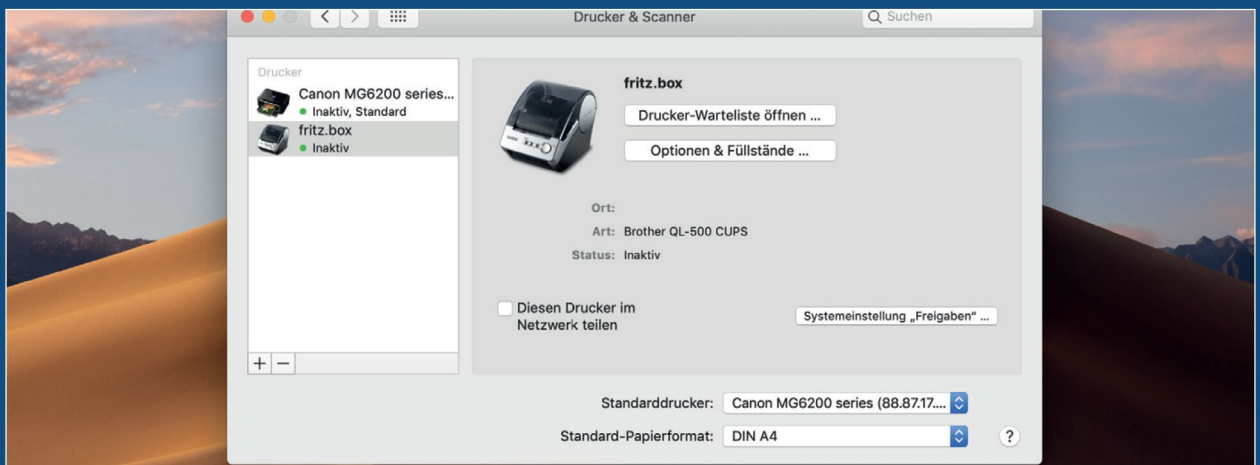 Drucker & Scanner
Suchen
Drucker
Canon MG6200 series...
Inaktiv, Standard
fritz.box
Inaktiv
fritz.box
Drucker-Warteliste öffnen ...
Optionen & Füllstände ...
Ort:
Art: Brother QL-500 CUPS
Status: Inaktiv
Diesen Drucker im
Netzwerk teilen
Systemeinstellung „Freigaben“ ...
+ −
Standarddrucker: Canon MG6200 series (88.87.17....
Standard-Papierformat: DIN A4
?